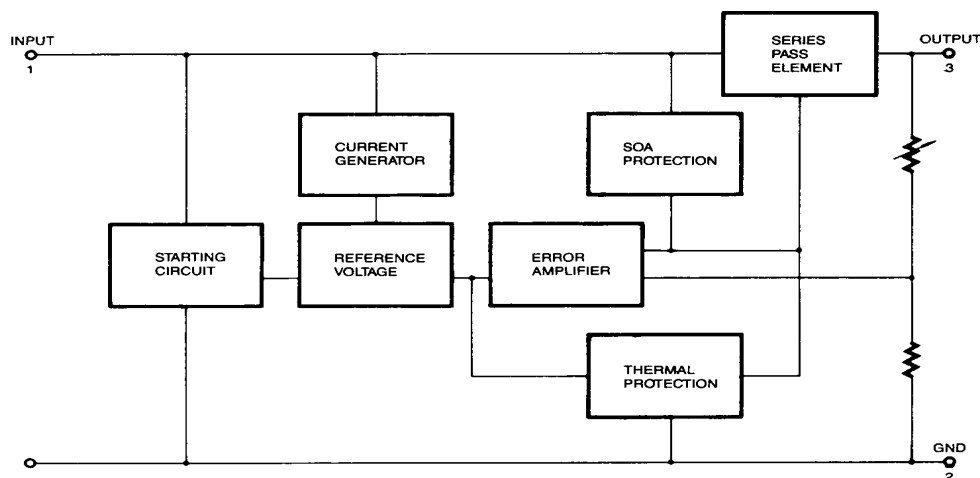 INPUT
1
SERIES
PASS
ELEMENT
OUTPUT
3
CURRENT
GENERATOR
SOA
PROTECTION
STARTING
CIRCUIT
REFERENCE
VOLTAGE
ERROR
AMPLIFIER
THERMAL
PROTECTION
GND
2